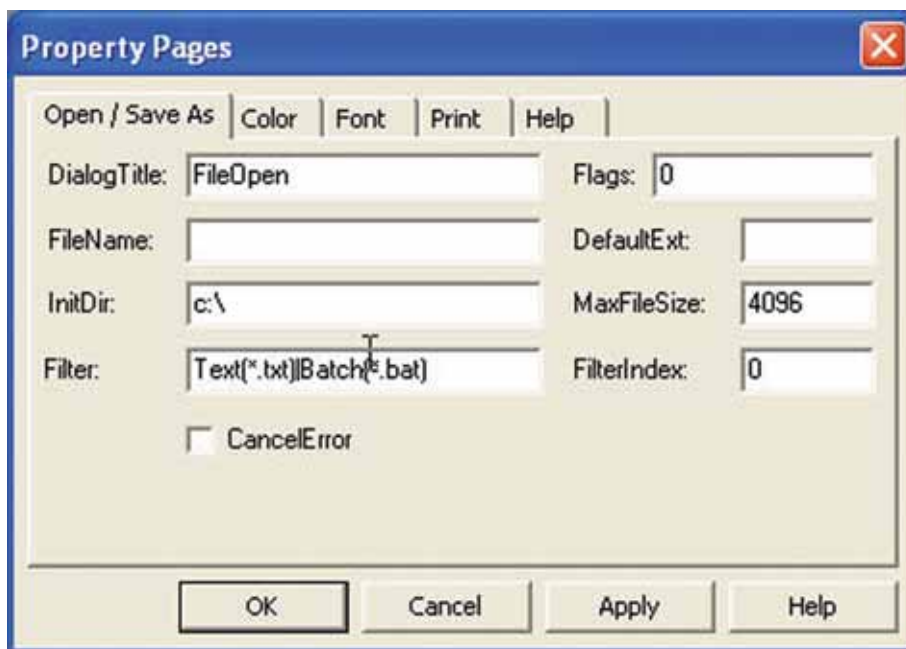 Property Pages
Open / Save As Color Font Print Help
DialogTitle: FileOpen Flags: 0
FileName: DefaultExt:
InitDir: c:\ MaxFileSize: 4096
Filter: Text(*.txt)|Batch(*.bat) FilterIndex: 0
CancelError
OK Cancel Apply Help